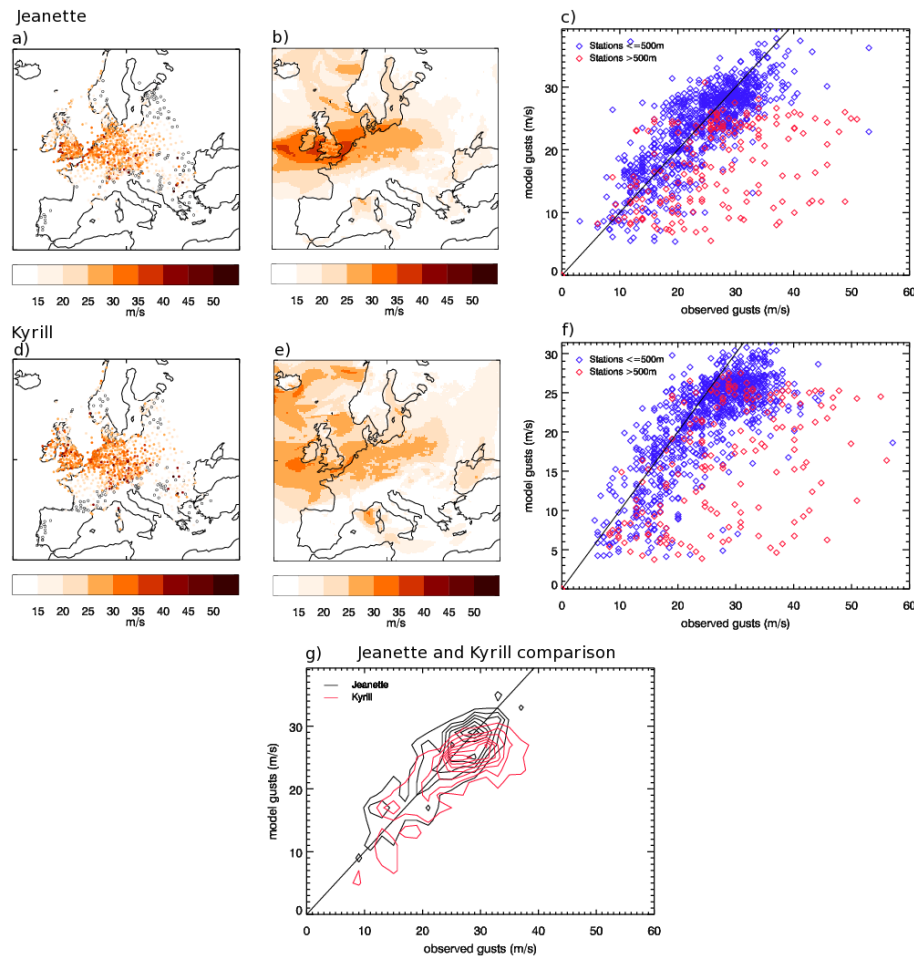 Jeanette
a)
b)
c)
Stations <=500m
Stations >500m
30
20
10
0
model gusts (m/s)
0 10 20 30 40 50 60
observed gusts (m/s)
15 20 25 30 35 40 45 50
m/s
15 20 25 30 35 40 45 50
m/s
Kyrill
d)
e)
f)
Stations <=500m
Stations >500m
30
25
20
15
10
5
0
model gusts (m/s)
0 10 20 30 40 50 60
observed gusts (m/s)
15 20 25 30 35 40 45 50
m/s
15 20 25 30 35 40 45 50
m/s
g) Jeanette and Kyrill comparison
Jeanette
Kyrill
30
20
10
0
model gusts (m/s)
0 10 20 30 40 50 60
observed gusts (m/s)